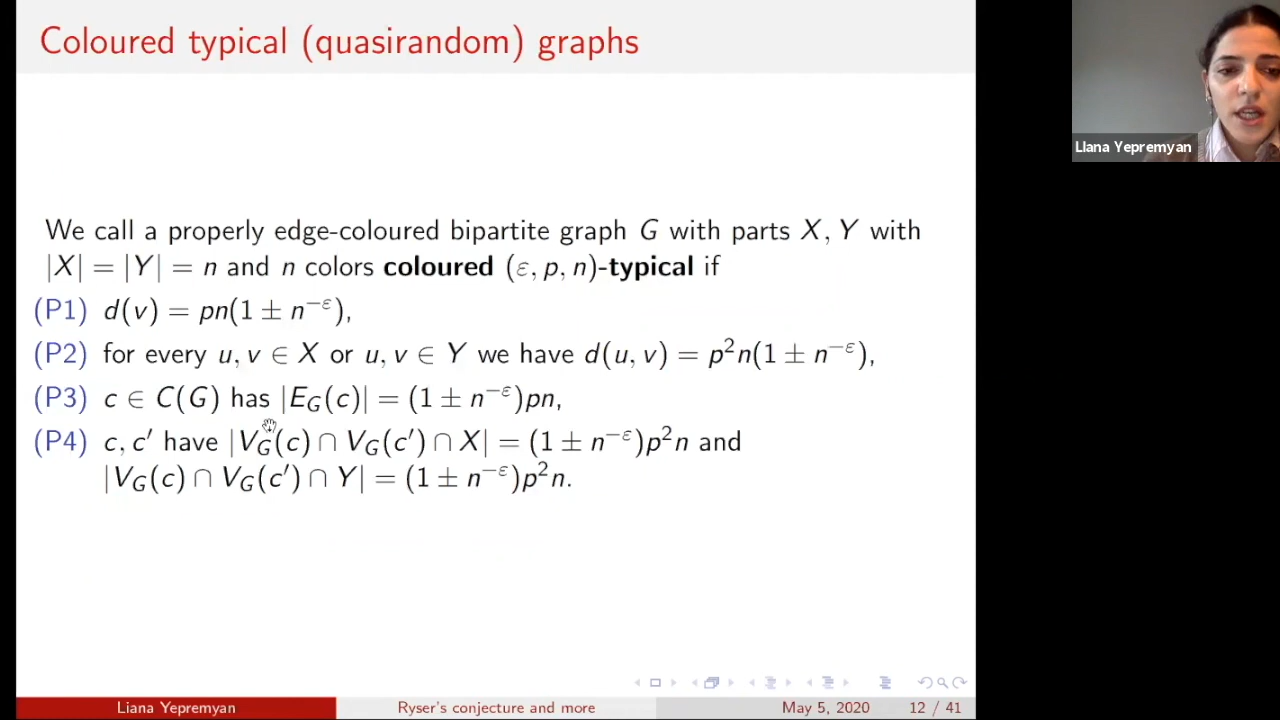 Coloured typical (quasirandom) graphs
LIana Yepremyan
We call a properly edge-coloured bipartite graph G with parts X, Y with
|X| = |Y| = n and n colors coloured (ε, p, n)-typical if
(P1) d(v) = pn(1 ± n^{−ε}),
(P2) for every u, v ∈ X or u, v ∈ Y we have d(u, v) = p²n(1 ± n^{−ε}),
(P3) c ∈ C(G) has |E_G(c)| = (1 ± n^{−ε})pn,
(P4) c, c′ have |V_G(c) ∩ V_G(c′) ∩ X| = (1 ± n^{−ε})p²n and
|V_G(c) ∩ V_G(c′) ∩ Y| = (1 ± n^{−ε})p²n.
Liana Yepremyan
Ryser's conjecture and more
May 5, 2020
12 / 41